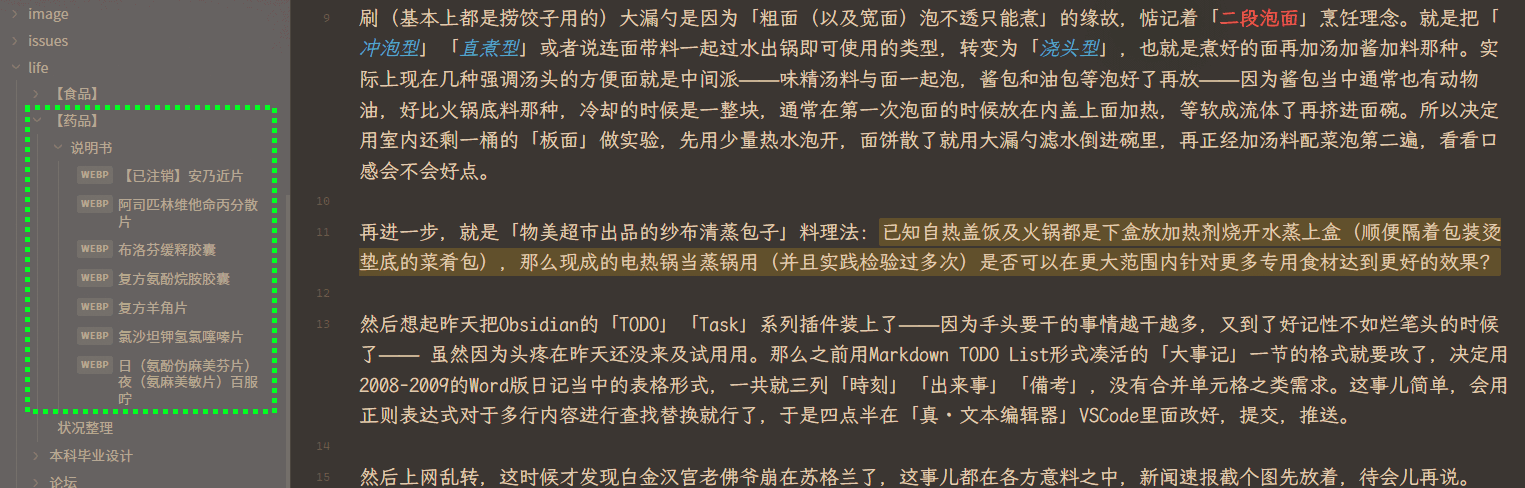 image
issues
life
【食品】
【药品】
说明书
WEBP 【已注销】安乃近片
WEBP 阿司匹林维他命丙分散
片
WEBP 布洛芬缓释胶囊
WEBP 复方氨酚烷胺胶囊
WEBP 复方羊角片
WEBP 氯沙坦钾氢氯噻嗪片
WEBP 日（氨酚伪麻美芬片）
夜（氨麻美敏片）百服
咛
状况整理
本科毕业设计
论坛
9 刷（基本上都是捞饺子用的）大漏勺是因为「粗面（以及宽面）泡不透只能煮」的缘故，惦记着「二段泡面」烹饪理念。就是把「
冲泡型」「直煮型」或者说连面带料一起过水出锅即可使用的类型，转变为「浇头型」，也就是煮好的面再加汤加酱加料那种。实
际上现在几种强调汤头的方便面就是中间派————味精汤料与面一起泡，酱包和油包等泡好了再放————因为酱包当中通常也有动物
油，好比火锅底料那种，冷却的时候是一整块，通常在第一次泡面的时候放在内盖上面加热，等软成流体了再挤进面碗。所以决定
用室内还剩一桶的「板面」做实验，先用少量热水泡开，面饼散了就用大漏勺滤水倒进碗里，再正经加汤料配菜泡第二遍，看看口
感会不会好点。
10
11 再进一步，就是「物美超市出品的纱布清蒸包子」料理法：已知自热盖饭及火锅都是下盒放加热剂烧开水蒸上盒（顺便隔着包装烫
垫底的菜肴包），那么现成的电热锅当蒸锅用（并且实践检验过多次）是否可以在更大范围内针对更多专用食材达到更好的效果？
12
13 然后想起昨天把Obsidian的「TODO」「Task」系列插件装上了————因为手头要干的事情越干越多，又到了好记性不如烂笔头的时候
了———— 虽然因为头疼在昨天还没来及试用用。那么之前用Markdown TODO List形式凑活的「大事记」一节的格式就要改了，决定用
2008-2009的Word版日记当中的表格形式，一共就三列「時刻」「出来事」「備考」，没有合并单元格之类需求。这事儿简单，会用
正则表达式对于多行内容进行查找替换就行了，于是四点半在「真·文本编辑器」VSCode里面改好，提交，推送。
14
15 然后上网乱转，这时候才发现白金汉宫老佛爷崩在苏格兰了，这事儿都在各方意料之中，新闻速报截个图先放着，待会儿再说。